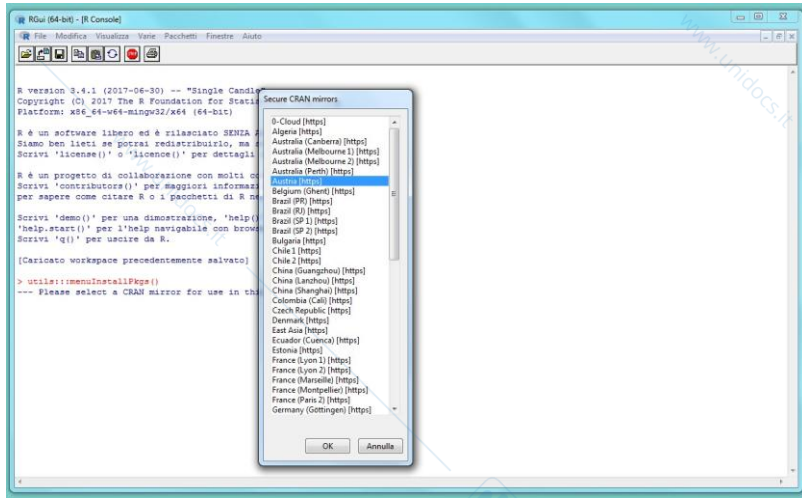 RGui (64-bit) - [R Console]
File Modifica Visualizza Varie Pacchetti Finestre Aiuto
R version 3.4.1 (2017-06-30) -- "Single Candle"
Copyright (C) 2017 The R Foundation for
Platform: x86_64-w64-mingw32/x64 (64-bit)
R è un software libero ed è rilasciato SENZA
Siamo ben lieti se potrai redistribuirlo, ma
Scrivi 'license()' o 'licence()' per dettagli
R è un progetto di collaborazione con molti
Scrivi 'contributors()' per maggiori
per sapere come citare R o i pacchetti di R
Scrivi 'demo()' per una dimostrazione, 'help()
'help.start()' per l'help navigabile con
Scrivi 'q()' per uscire da R.
[Caricato workspace precedentemente salvato]
> utils:::menuInstallPkgs()
--- Please select a CRAN mirror for use in
Secure CRAN mirrors
0-Cloud [https]
Algeria [https]
Australia (Canberra) [https]
Australia (Melbourne 1) [https]
Australia (Melbourne 2) [https]
Australia (Perth) [https]
Austria [https]
Belgium (Ghent) [https]
Brazil (PR) [https]
Brazil (RJ) [https]
Brazil (SP 1) [https]
Brazil (SP 2) [https]
Bulgaria [https]
Chile 1 [https]
Chile 2 [https]
China (Guangzhou) [https]
China (Lanzhou) [https]
China (Shanghai) [https]
Colombia (Cali) [https]
Czech Republic [https]
Denmark [https]
East Asia [https]
Ecuador (Cuenca) [https]
Estonia [https]
France (Lyon 1) [https]
France (Lyon 2) [https]
France (Marseille) [https]
France (Montpellier) [https]
France (Paris 2) [https]
Germany (Göttingen) [https]
OK Annulla
www.unidocs.it